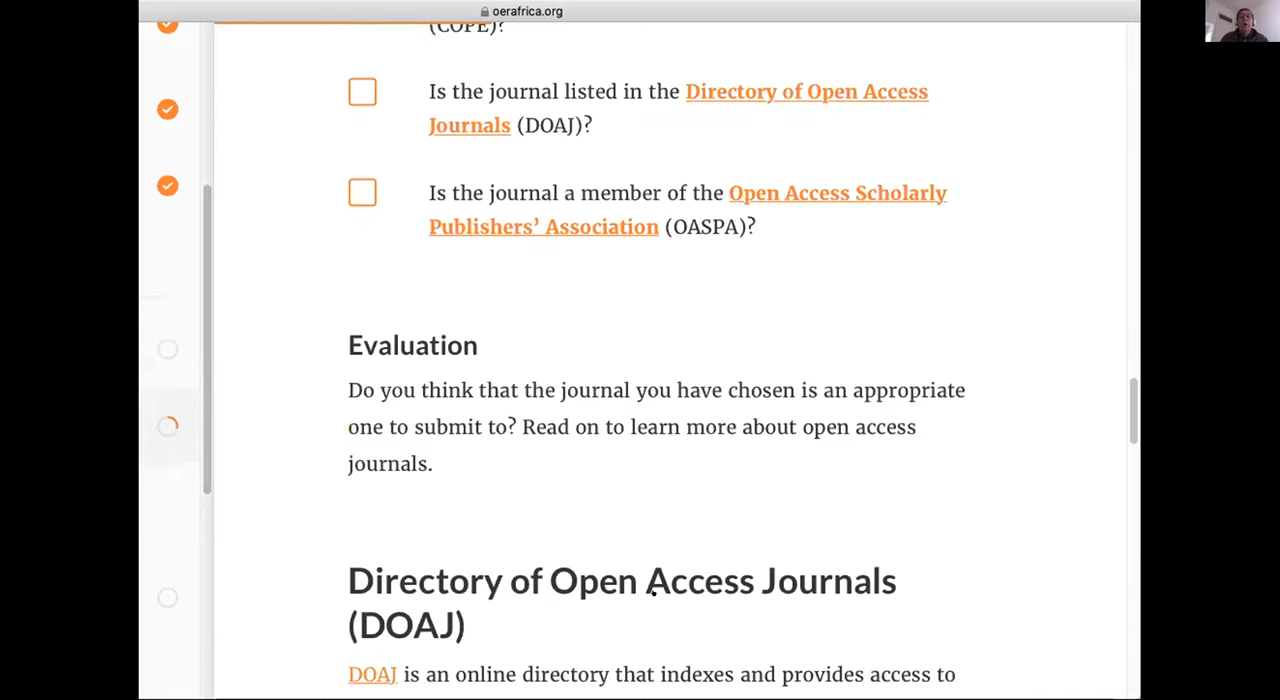 oerafrica.org
(COPE)?
Is the journal listed in the Directory of Open Access
Journals (DOAJ)?
Is the journal a member of the Open Access Scholarly
Publishers’ Association (OASPA)?
Evaluation
Do you think that the journal you have chosen is an appropriate
one to submit to? Read on to learn more about open access
journals.
Directory of Open Access Journals
(DOAJ)
DOAJ is an online directory that indexes and provides access to